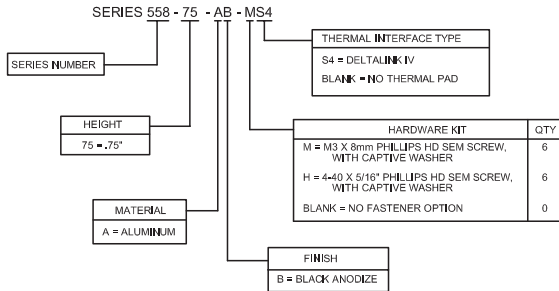 SERIES 558 - 75 - AB - MS4
THERMAL INTERFACE TYPE
S4 = DELTALINK IV
BLANK = NO THERMAL PAD
SERIES NUMBER
HEIGHT
75 = .75"
HARDWARE KIT QTY
M = M3 X 8mm PHILLIPS HD SEM SCREW, 6
WITH CAPTIVE WASHER
H = 4-40 X 5/16" PHILLIPS HD SEM SCREW, 6
WITH CAPTIVE WASHER
BLANK = NO FASTENER OPTION 0
MATERIAL
A = ALUMINUM
FINISH
B = BLACK ANODIZE